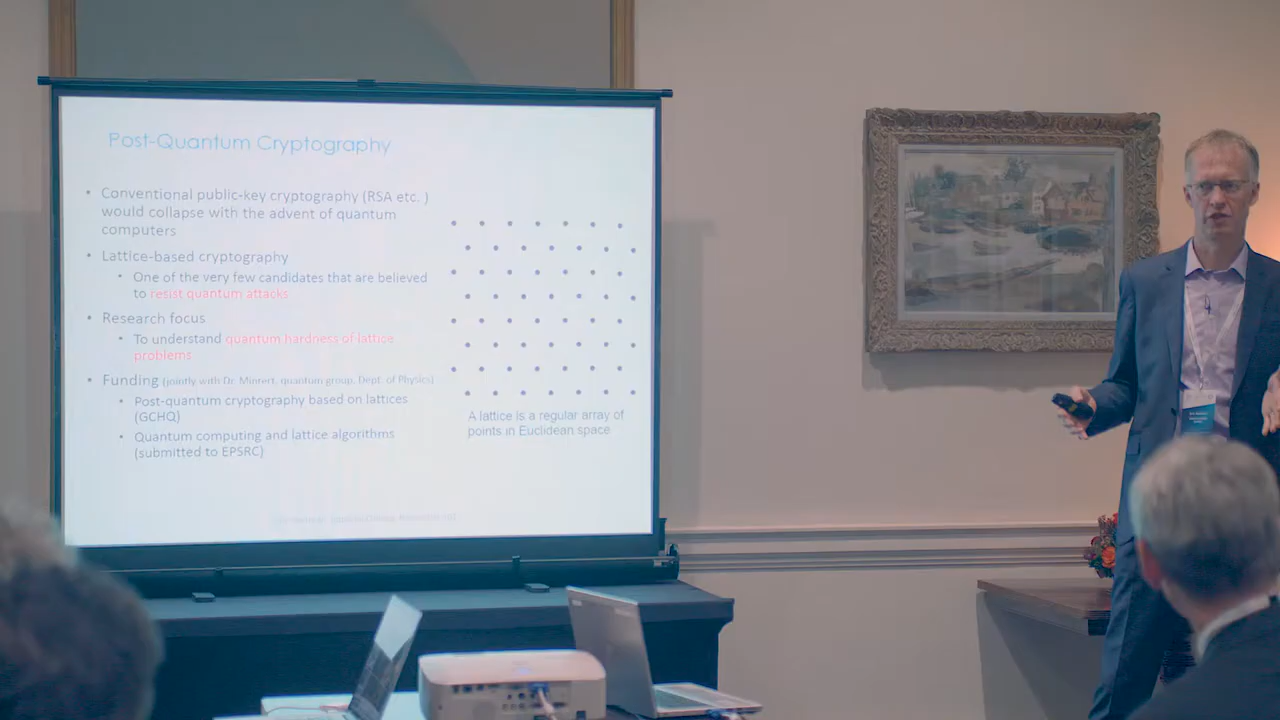 Post-Quantum Cryptography
• Conventional public-key cryptography (RSA etc. )
would collapse with the advent of quantum
computers
• Lattice-based cryptography
• One of the very few candidates that are believed
to resist quantum attacks
• Research focus
• To understand quantum hardness of lattice
problems
• Funding (jointly with Dr. Mintert, quantum group, Dept. of Physics)
• Post-quantum cryptography based on lattices
(GCHQ)
• Quantum computing and lattice algorithms
(submitted to EPSRC)
A lattice is a regular array of
points in Euclidean space